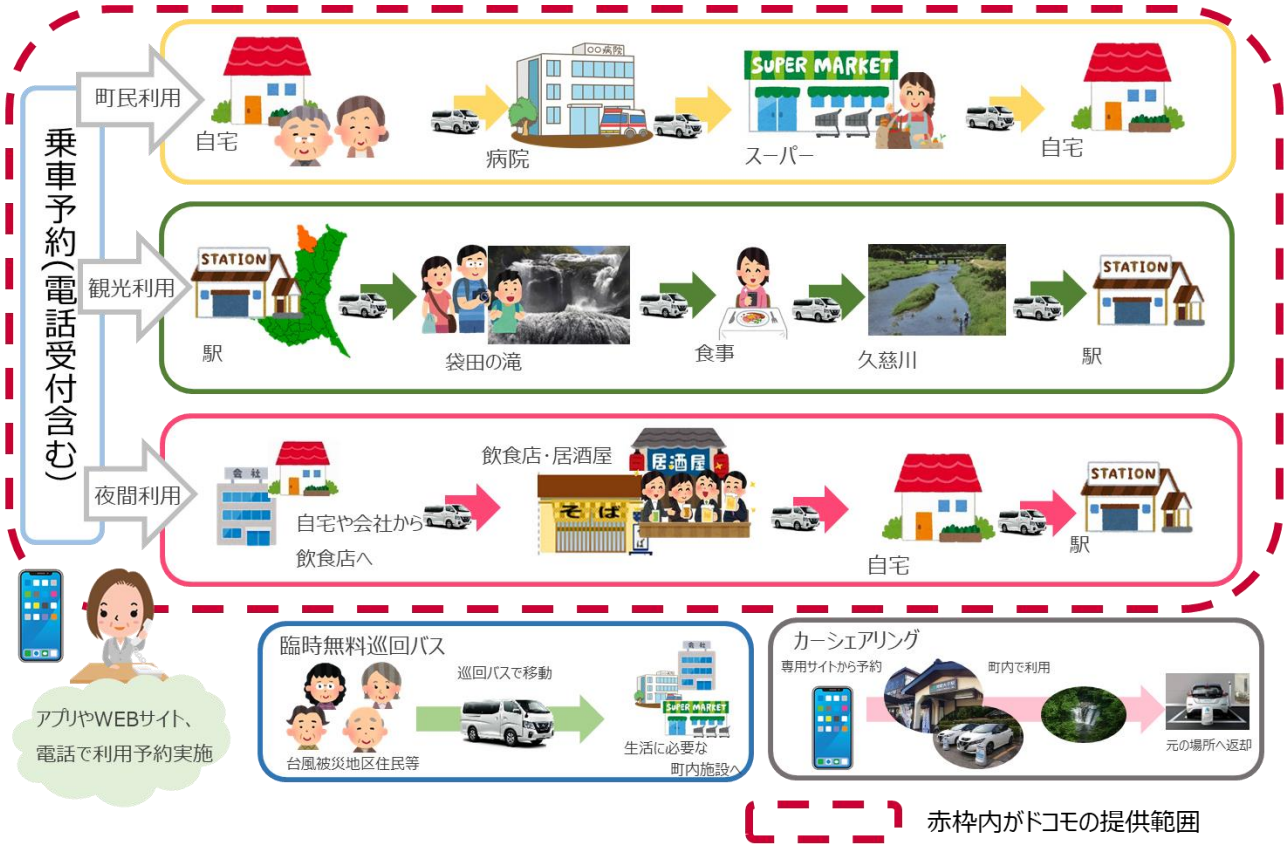 乗車予約(電話受付含む)
町民利用
自宅
〇〇病院
病院
SUPER MARKET
スーパー
自宅
観光利用
STATION
駅
袋田の滝
食事
久慈川
STATION
駅
夜間利用
会社
自宅や会社から
飲食店へ
飲食店・居酒屋
居酒屋
そば
そば
自宅
STATION
駅
アプリやWEBサイト、
電話で利用予約実施
臨時無料巡回バス
台風被災地区住民等
巡回バスで移動
会社
SUPER MARKET
生活に必要な
町内施設へ
カーシェアリング
専用サイトから予約
町内で利用
元の場所へ返却
赤枠内がドコモの提供範囲